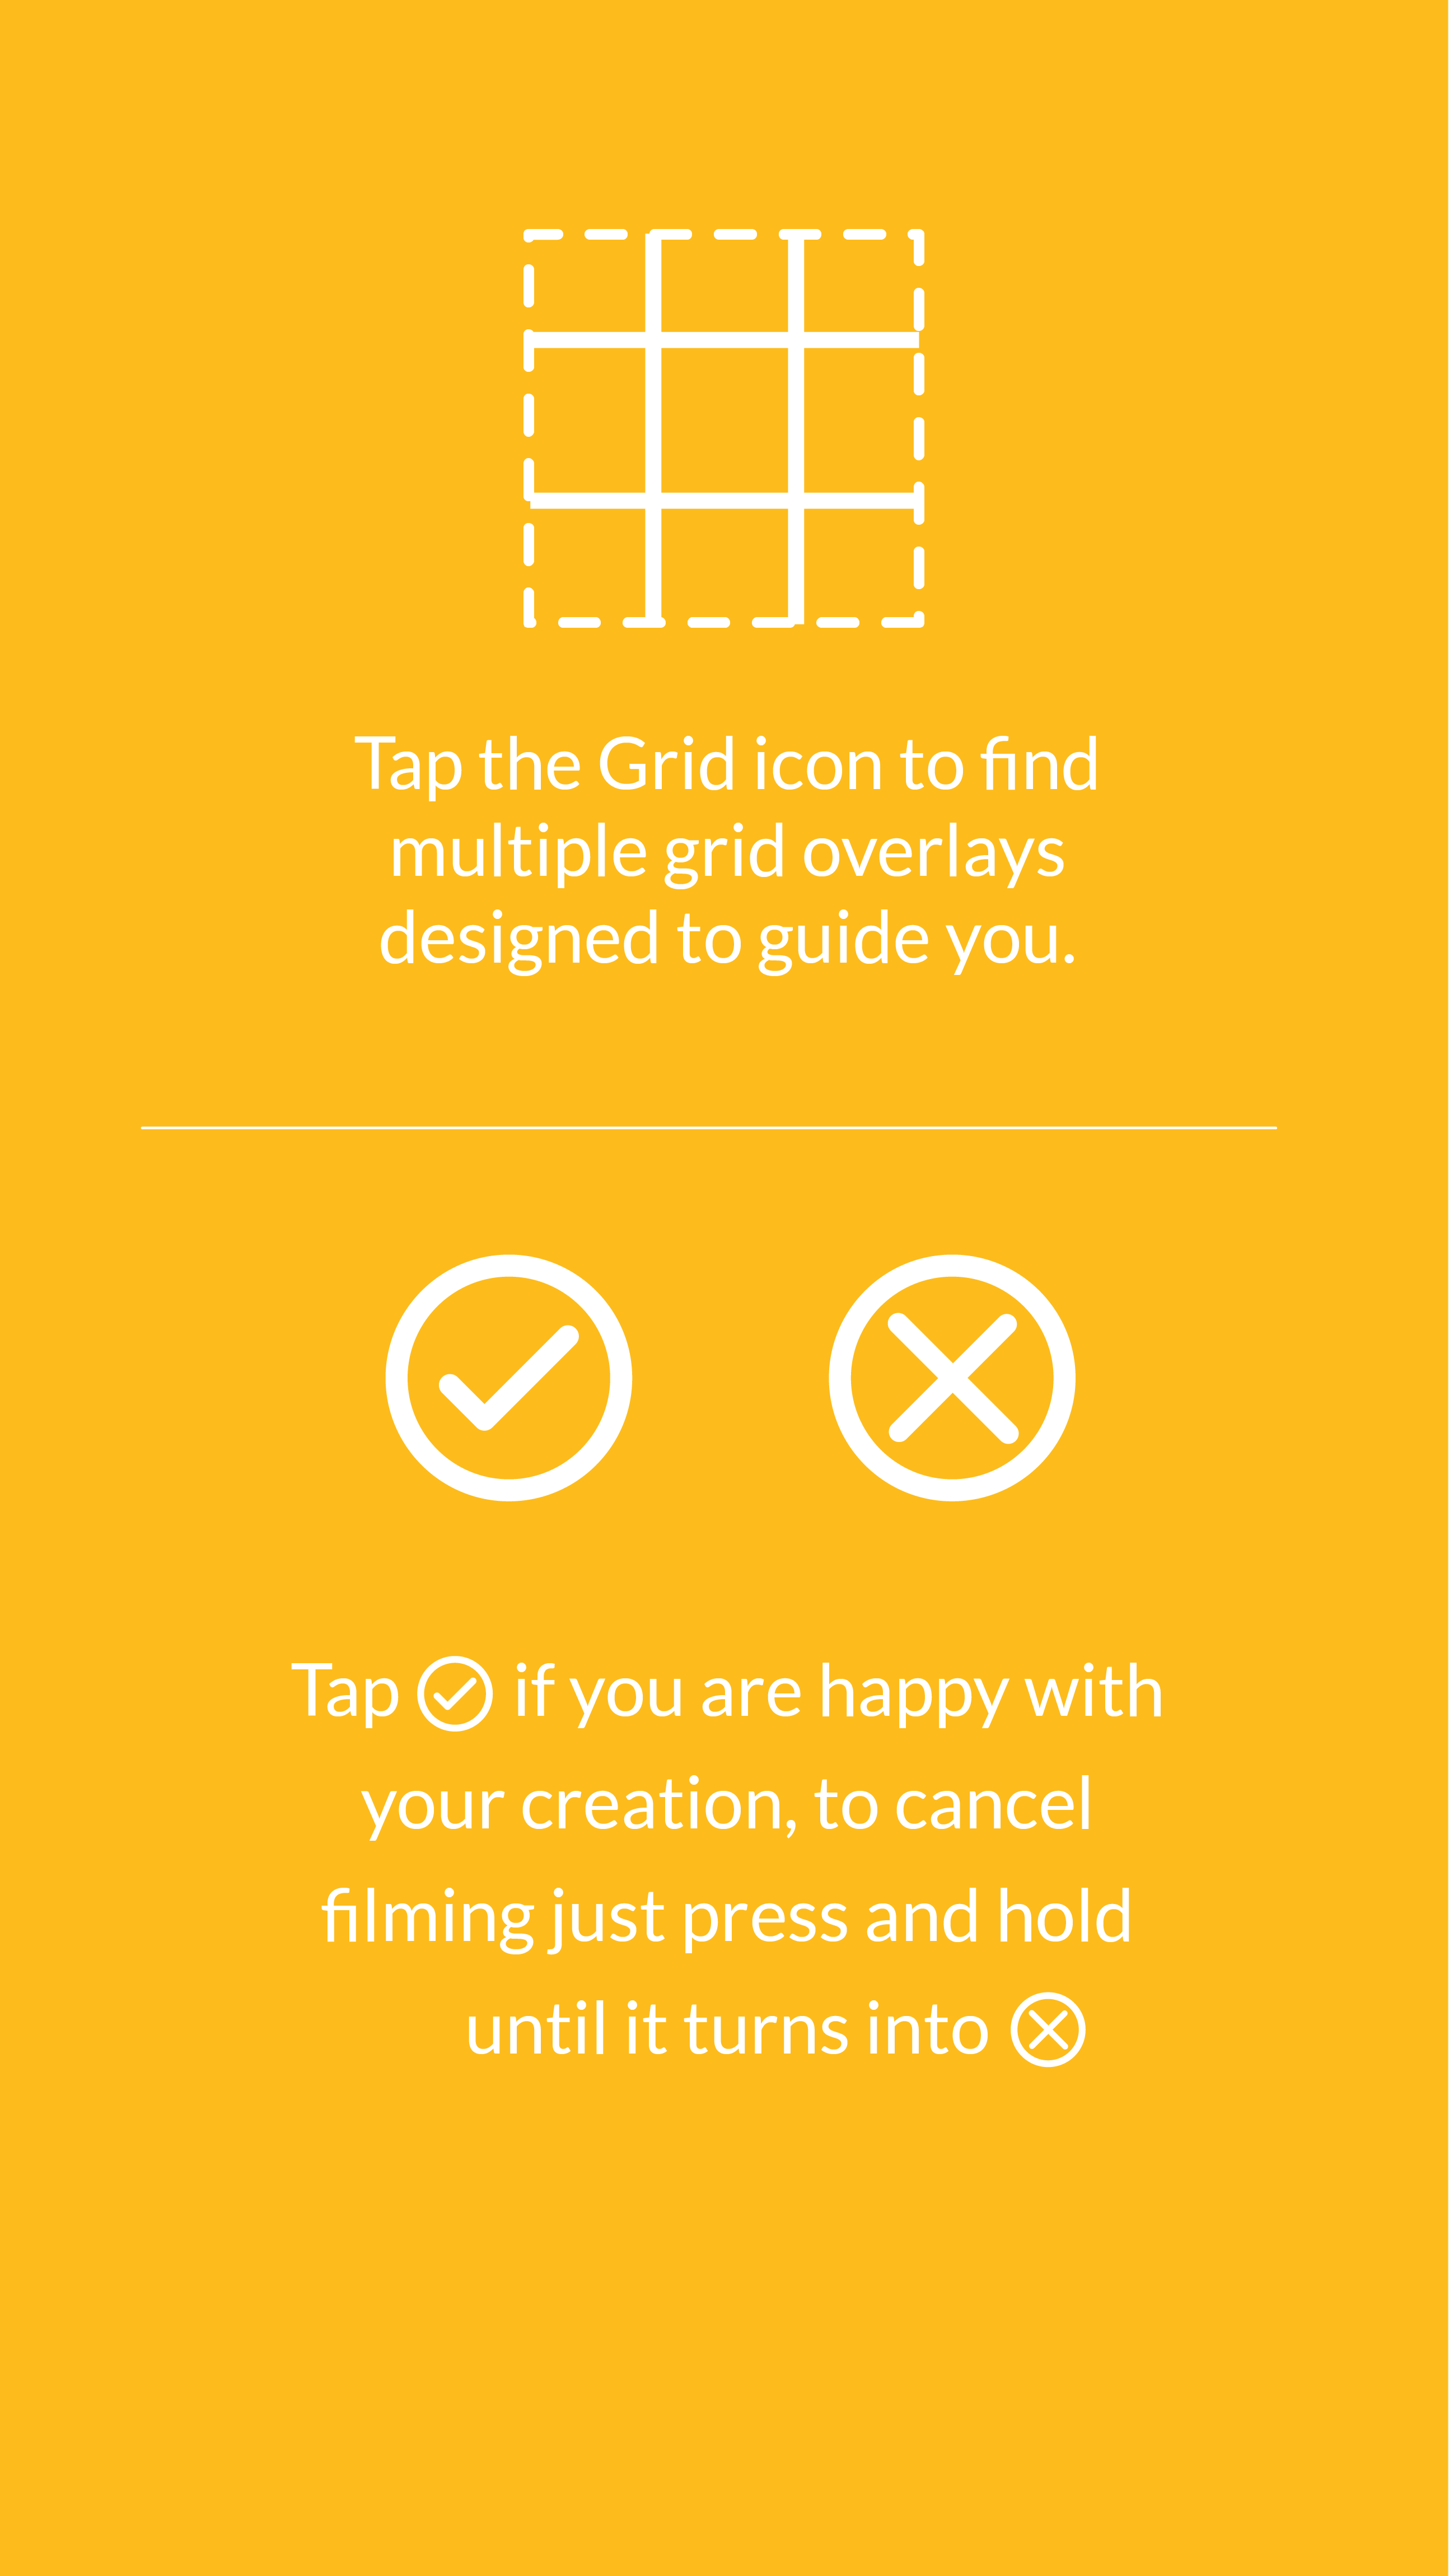 Tap the Grid icon to find
multiple grid overlays
designed to guide you.
Tap if you are happy with
your creation, to cancel
filming just press and hold
until it turns into